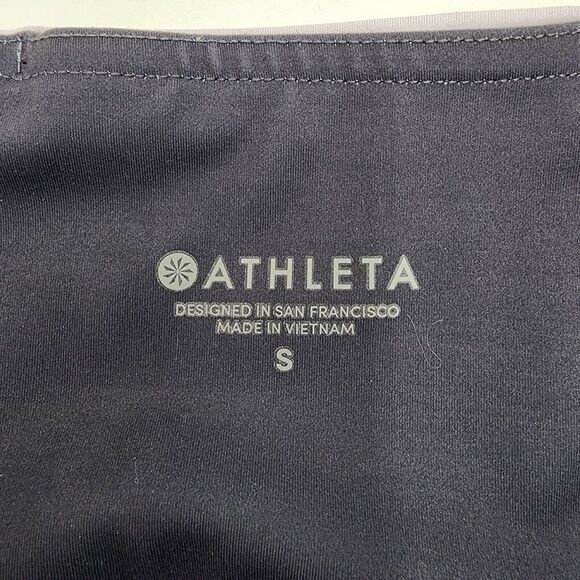 ATHLETA
DESIGNED IN SAN FRANCISCO
MADE IN VIETNAM
S